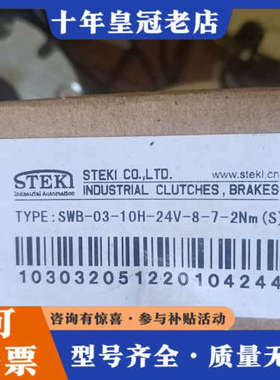 十年皇冠老店
STEKI
Industrial Automation
STEKI CO.,LTD.
www.steki.cn
INDUSTRIAL CLUTCHES, BRAKES
TYPE:SWB-03-10H-24V-8-7-2Nm(S)
103032051220104244
咨询有惊喜·参与补贴活动
票 型号齐全·质量无